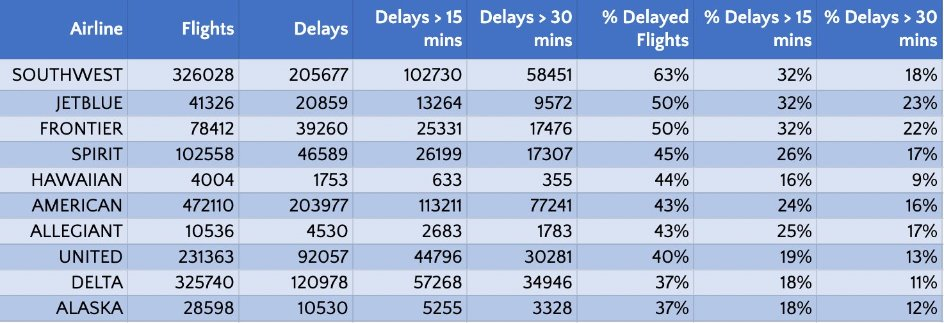 Airline Flights Delays Delays > 15 mins Delays > 30 mins % Delayed Flights % Delays > 15 mins % Delays > 30 mins
SOUTHWEST 326028 205677 102730 58451 63% 32% 18%
JETBLUE 41326 20859 13264 9572 50% 32% 23%
FRONTIER 78412 39260 25331 17476 50% 32% 22%
SPIRIT 102558 46589 26199 17307 45% 26% 17%
HAWAIIAN 4004 1753 633 355 44% 16% 9%
AMERICAN 472110 203977 113211 77241 43% 24% 16%
ALLEGIANT 10536 4530 2683 1783 43% 25% 17%
UNITED 231363 92057 44796 30281 40% 19% 13%
DELTA 325740 120978 57268 34946 37% 18% 11%
ALASKA 28598 10530 5255 3328 37% 18% 12%